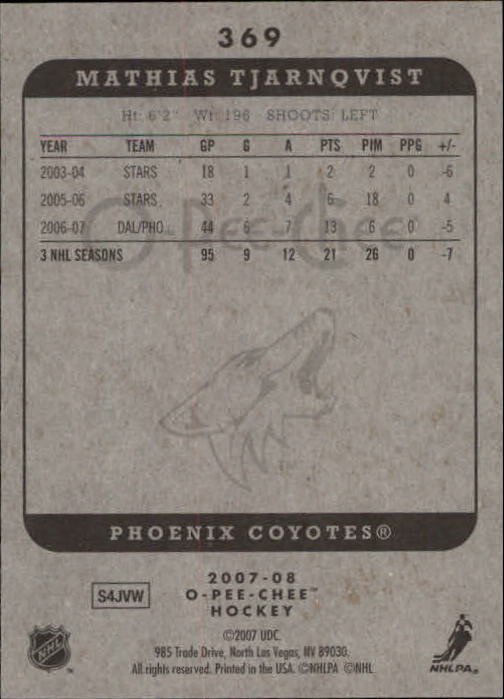 369
MATHIAS TJARNQVIST
Ht: 6'2" Wt: 196 SHOOTS: LEFT
YEAR TEAM GP G A PTS PIM PPG +/-
2003-04 STARS 18 1 1 2 2 0 -6
2005-06 STARS 33 2 4 6 18 0 4
2006-07 DAL/PHO 44 6 7 13 6 0 -5
3 NHL SEASONS 95 9 12 21 26 0 -7
O-PEE-CHEE
PHOENIX COYOTES®
2007-08
S4JVW O-PEE-CHEE™
HOCKEY
©2007 UDC.
985 Trade Drive, North Las Vegas, NV 89030.
All rights reserved. Printed in the USA. ©NHLPA ©NHL
NHL
NHLPA